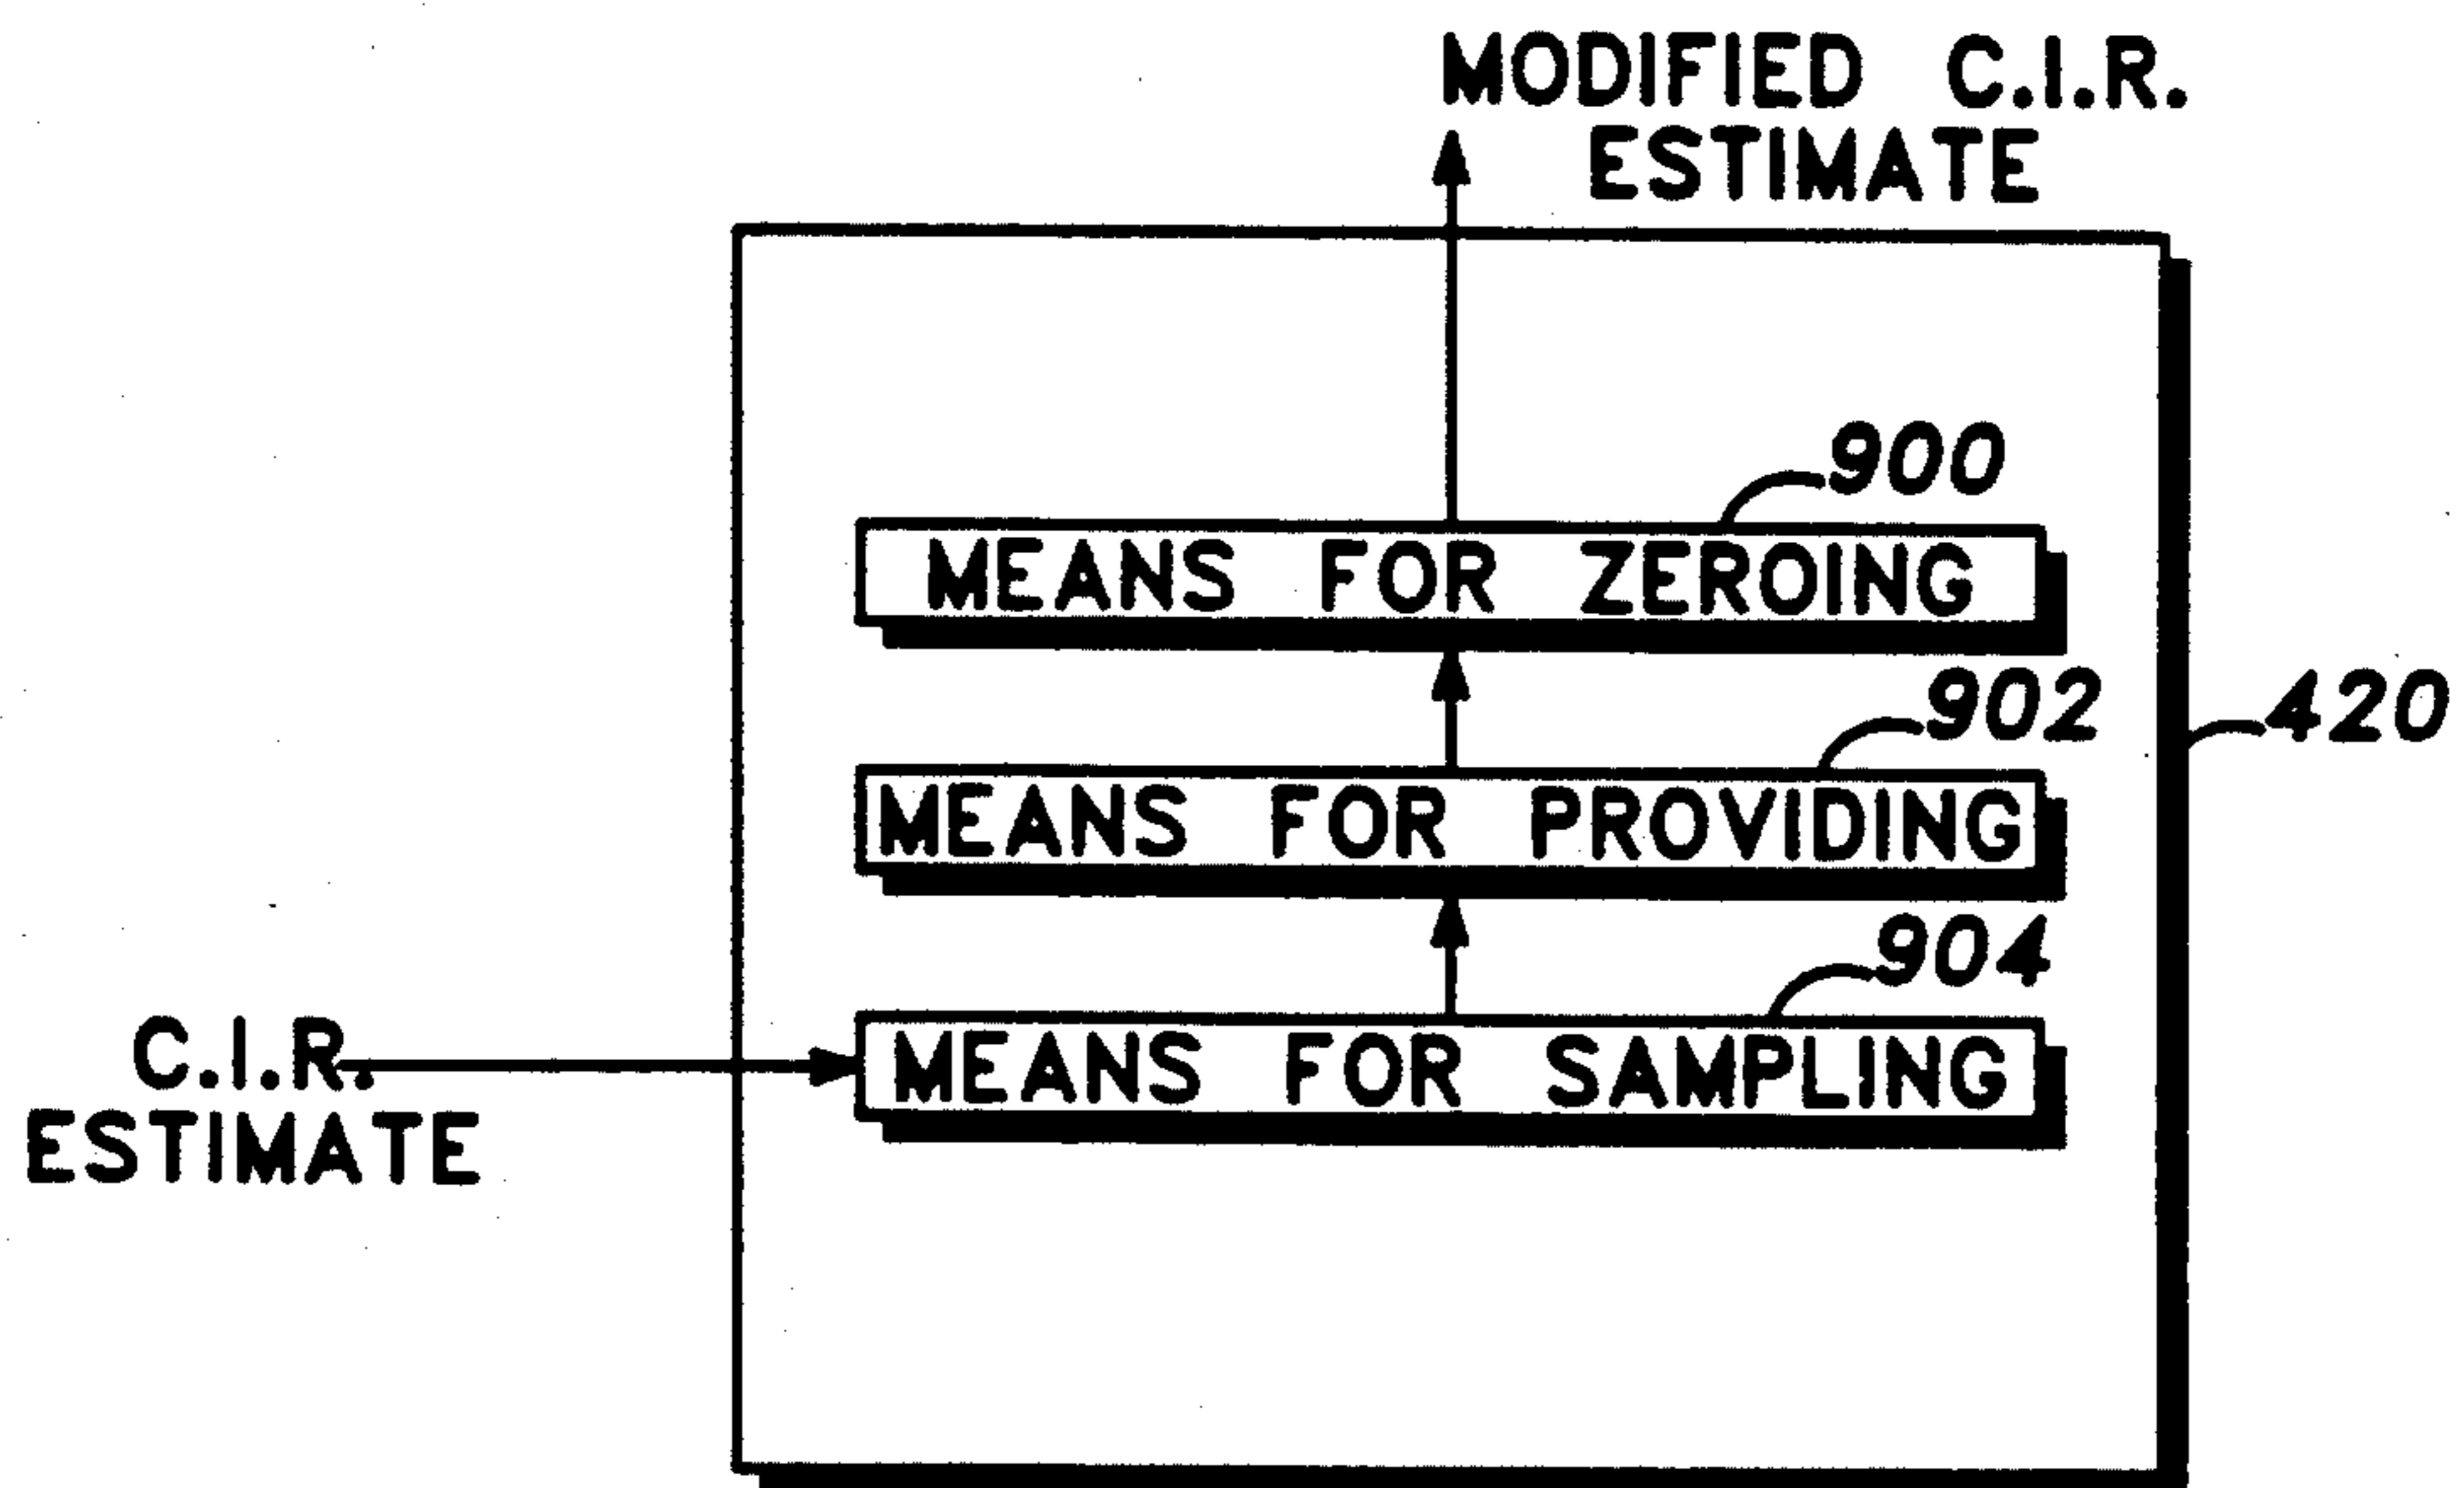 MODIFIED C.I.R.
ESTIMATE
900
MEANS FOR ZEROING
902
420
MEANS FOR PROVIDING
904
C.I.R.
ESTIMATE
MEANS FOR SAMPLING